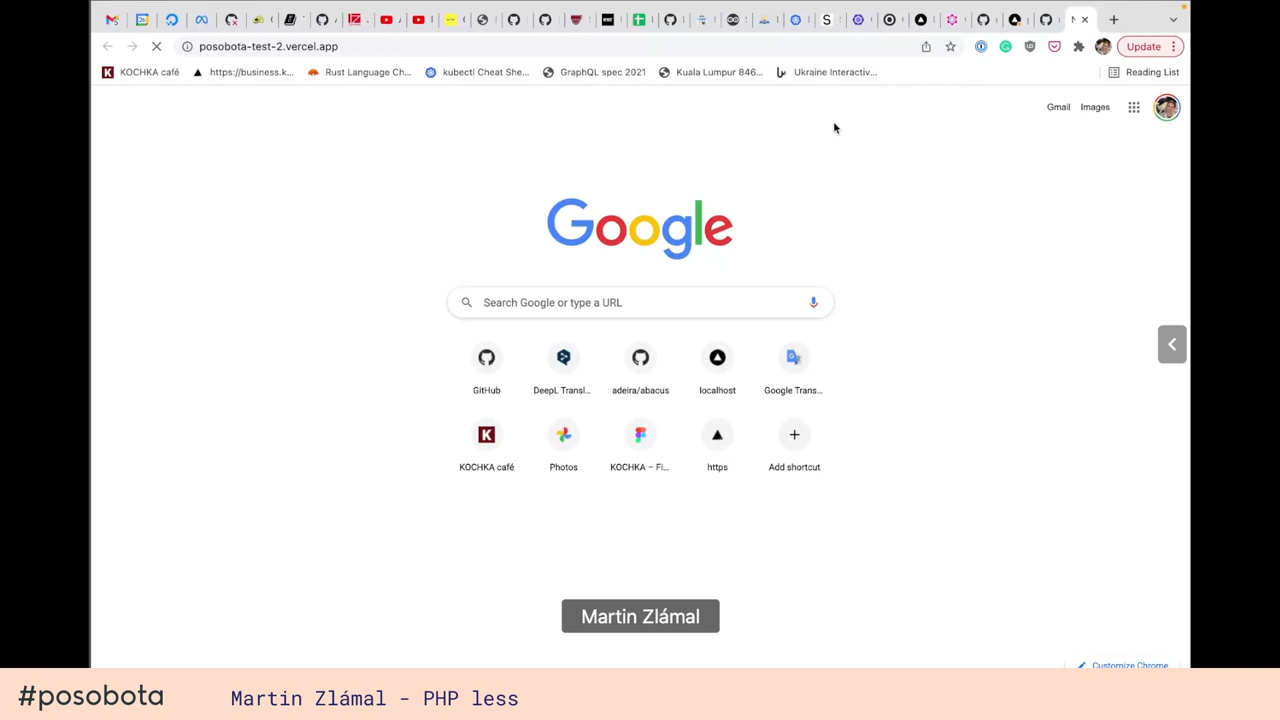 posobota-test-2.vercel.app
Update
KOCHKA café
https://business.k...
Rust Language Ch...
kubectl Cheat She...
GraphQL spec 2021
Kuala Lumpur 846...
Ukraine Interactiv...
Reading List
Gmail
Images
Google
Search Google or type a URL
GitHub
DeepL Transl...
adeira/abacus
localhost
Google Trans...
KOCHKA café
Photos
KOCHKA – Fi...
https
Add shortcut
Martin Zlámal
Customize Chrome
#posobota
Martin Zlámal - PHP less